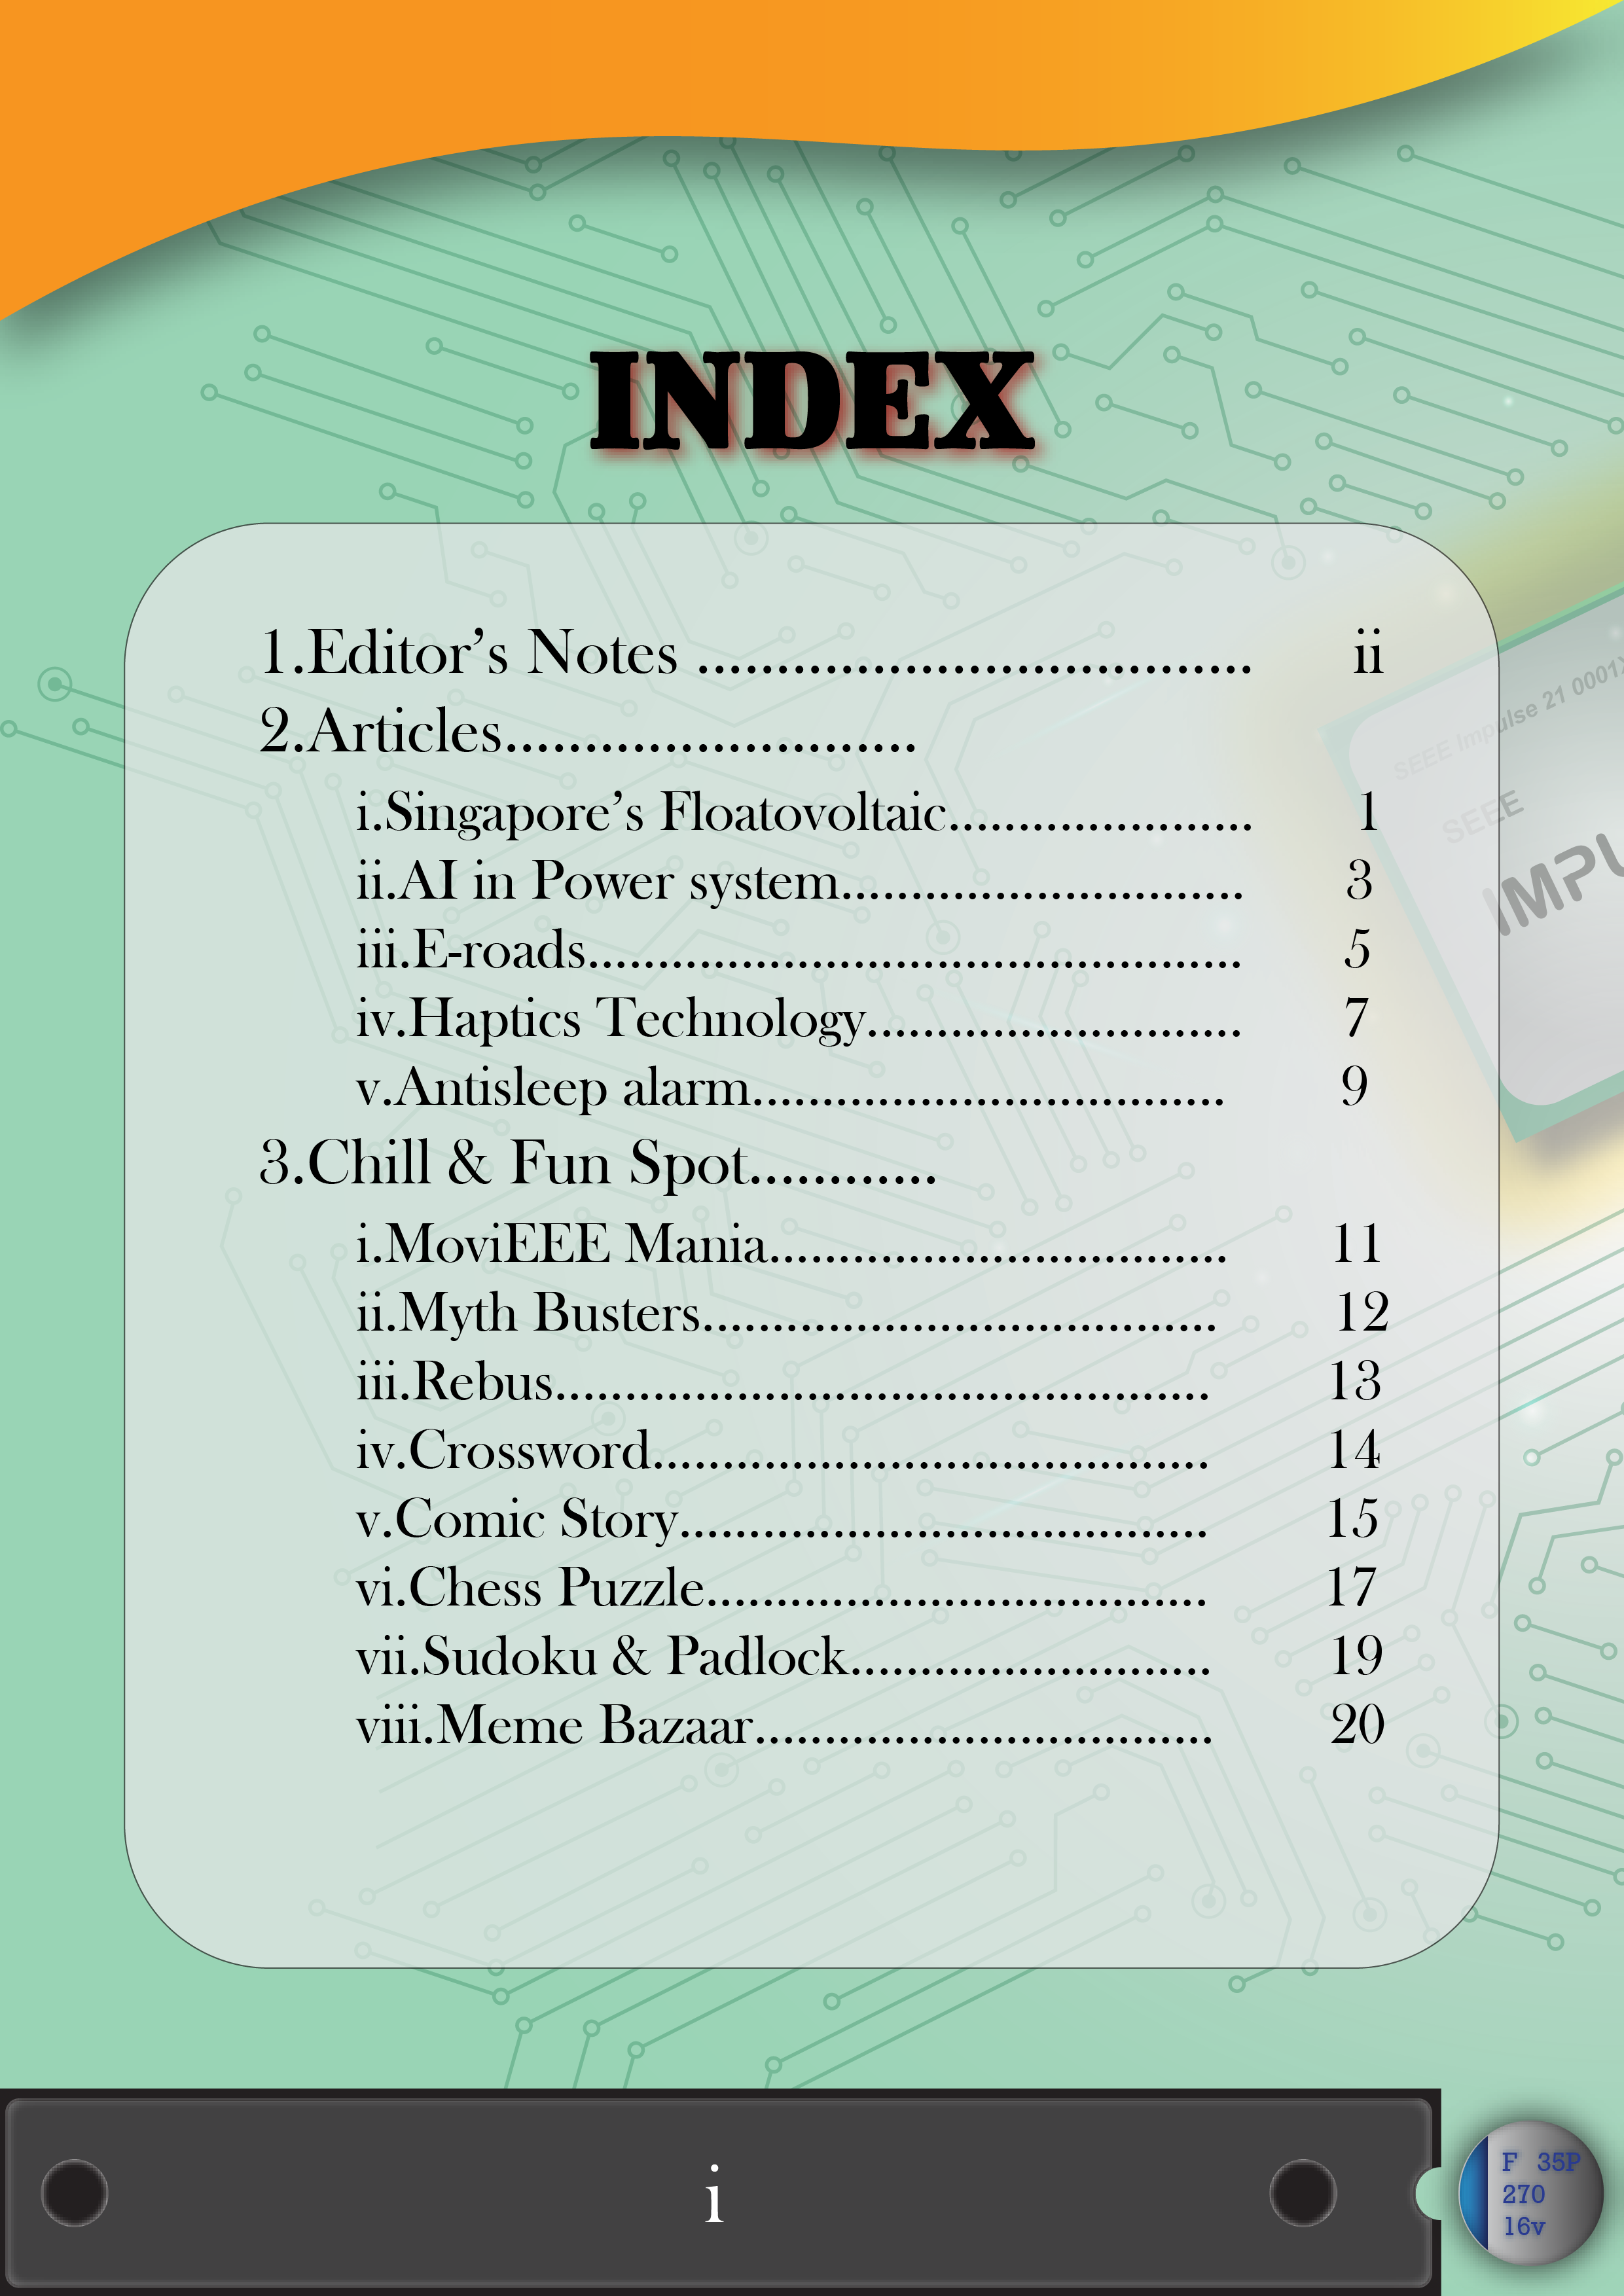 INDEX
1.Editor’s Notes ................................... ii
2.Articles..........................
i.Singapore’s Floatovoltaic...................... 1
ii.AI in Power system............................. 3
iii.E-roads............................................... 5
iv.Haptics Technology........................... 7
v.Antisleep alarm.................................. 9
3.Chill & Fun Spot............
i.MoviEEE Mania................................. 11
ii.Myth Busters..................................... 12
iii.Rebus............................................... 13
iv.Crossword........................................ 14
v.Comic Story...................................... 15
vi.Chess Puzzle.................................... 17
vii.Sudoku & Padlock.......................... 19
viii.Meme Bazaar................................. 20
SEEE Impulse 21 0001
SEEE
IMPU
i
F 35P
270
16v